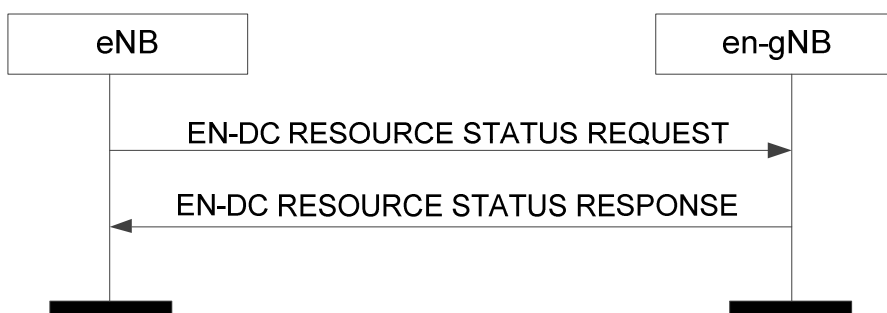 eNB
en-gNB
EN-DC RESOURCE STATUS REQUEST
EN-DC RESOURCE STATUS RESPONSE